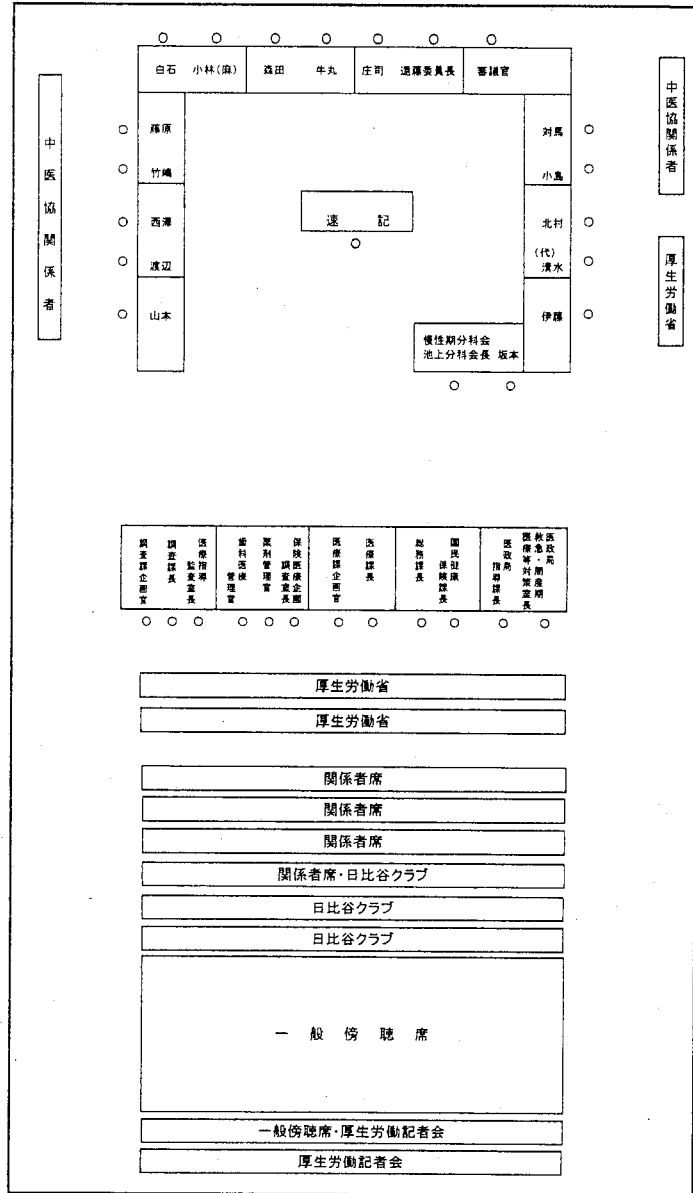 白石 小林(麻) 森田 牛丸 庄司 遠藤委員長 審議官
中医協関係者
藤原
竹嶋
西澤
渡辺
山本
速記
対馬
小島
北村
(代)
清水
伊藤
慢性期分科会
池上分科会長 坂本
中医協関係者
厚生労働省
調査課企画官
調査課長
医療指導
監査室長
歯科医療
管理官
薬剤管理官
保険医療企画
調査室長
医療課企画官
医療課長
総務課長
国民健康
保険課長
医政局
指導課長
医政局
救急・周産期
医療等対策室長
厚生労働省
厚生労働省
関係者席
関係者席
関係者席
関係者席・日比谷クラブ
日比谷クラブ
日比谷クラブ
一般傍聴席
一般傍聴席・厚生労働記者会
厚生労働記者会